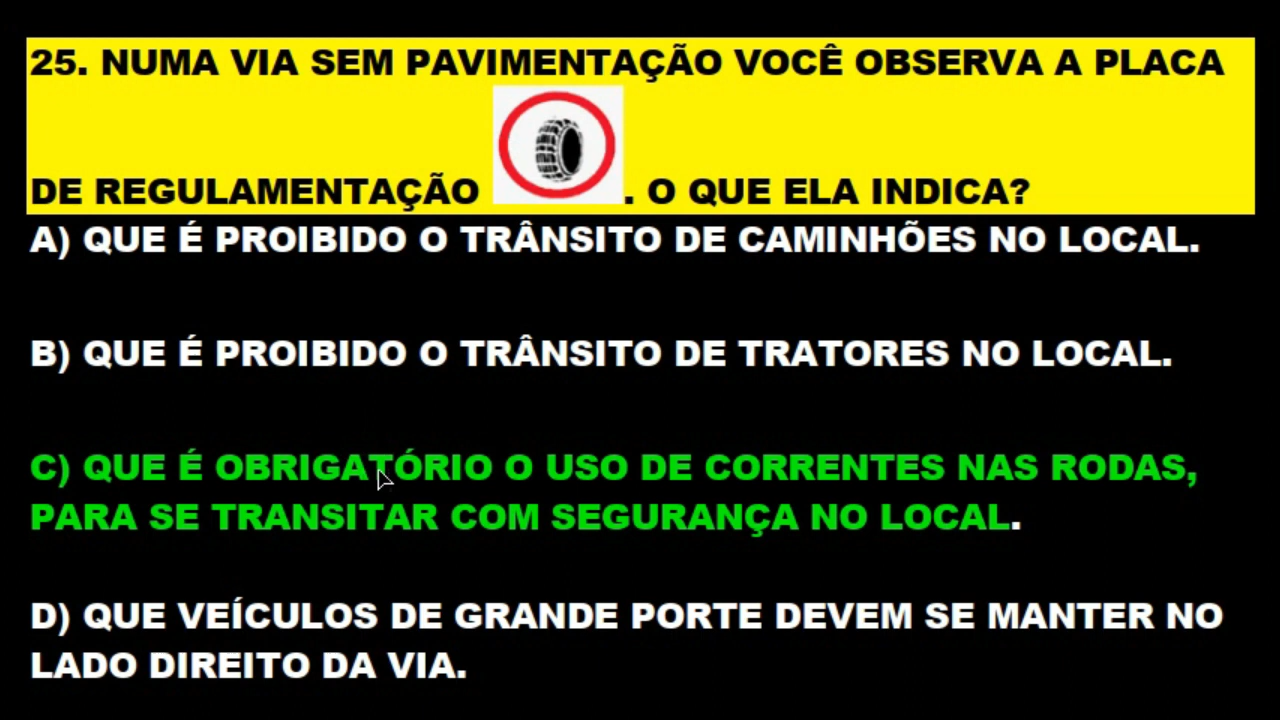 25. NUMA VIA SEM PAVIMENTAÇÃO VOCÊ OBSERVA A PLACA
DE REGULAMENTAÇÃO . O QUE ELA INDICA?
A) QUE É PROIBIDO O TRÂNSITO DE CAMINHÕES NO LOCAL.
B) QUE É PROIBIDO O TRÂNSITO DE TRATORES NO LOCAL.
C) QUE É OBRIGATÓRIO O USO DE CORRENTES NAS RODAS,
PARA SE TRANSITAR COM SEGURANÇA NO LOCAL.
D) QUE VEÍCULOS DE GRANDE PORTE DEVEM SE MANTER NO
LADO DIREITO DA VIA.